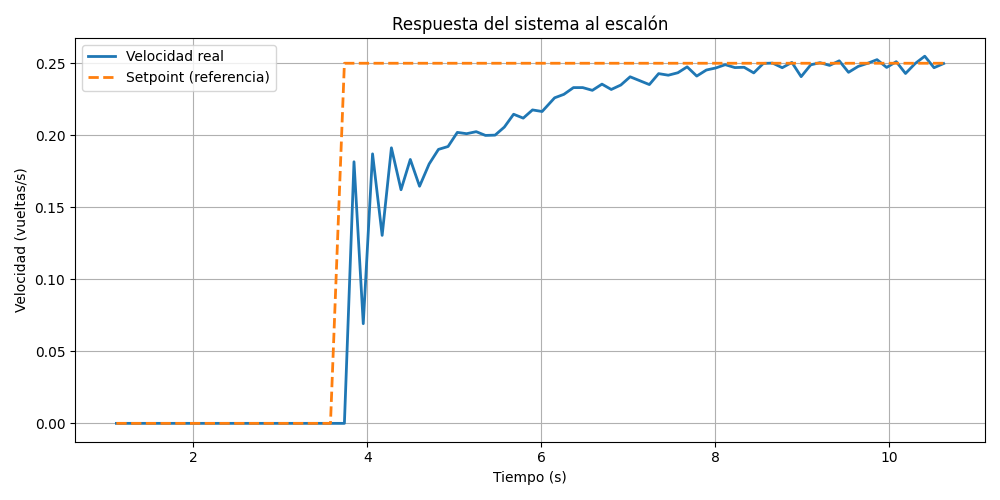 Respuesta del sistema al escalón
Velocidad real
Setpoint (referencia)
Velocidad (vueltas/s)
0.25
0.20
0.15
0.10
0.05
0.00
2 4 6 8 10
Tiempo (s)